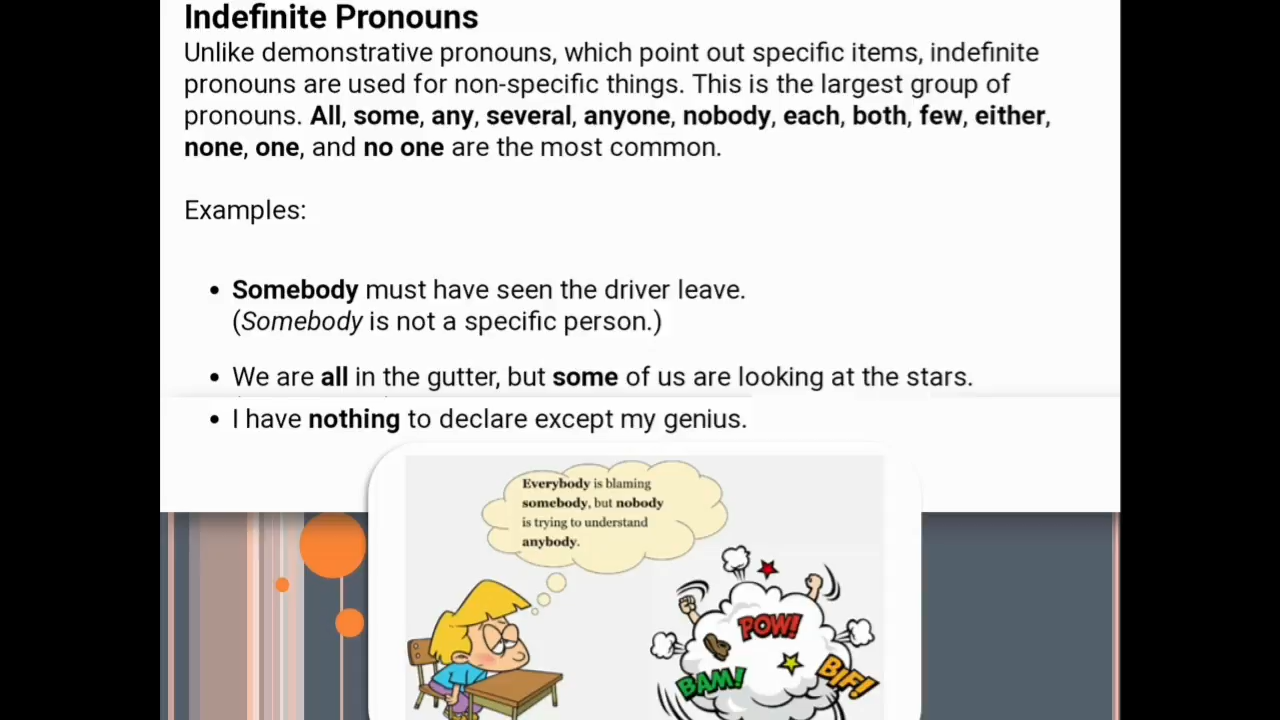 Indefinite Pronouns
Unlike demonstrative pronouns, which point out specific items, indefinite
pronouns are used for non-specific things. This is the largest group of
pronouns. All, some, any, several, anyone, nobody, each, both, few, either,
none, one, and no one are the most common.
Examples:
• Somebody must have seen the driver leave.
(Somebody is not a specific person.)
• We are all in the gutter, but some of us are looking at the stars.
• I have nothing to declare except my genius.
Everybody is blaming
somebody, but nobody
is trying to understand
anybody.
POW!
BAM!
BIF!